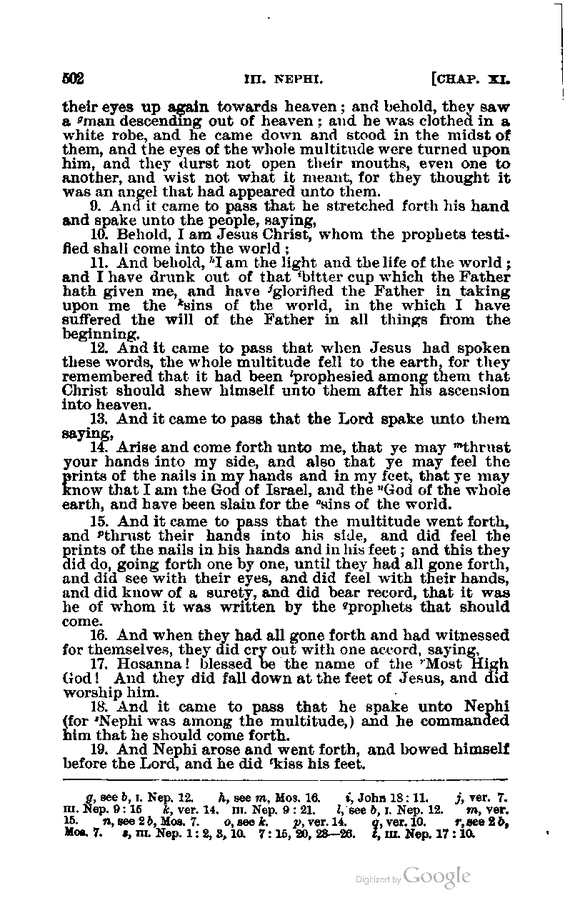 502 III. NEPHI. [CHAP. XI.
their eyes up again towards heaven; and behold, they saw
a ᵍman descending out of heaven; and he was clothed in a
white robe, and he came down and stood in the midst of
them, and the eyes of the whole multitude were turned upon
him, and they durst not open their mouths, even one to
another, and wist not what it meant, for they thought it
was an angel that had appeared unto them.
9. And it came to pass that he stretched forth his hand
and spake unto the people, saying,
10. Behold, I am Jesus Christ, whom the prophets testi-
fied shall come into the world;
11. And behold, ʰI am the light and the life of the world;
and I have drunk out of that ⁱbitter cup which the Father
hath given me, and have ʲglorified the Father in taking
upon me the ᵏsins of the world, in the which I have
suffered the will of the Father in all things from the
beginning.
12. And it came to pass that when Jesus had spoken
these words, the whole multitude fell to the earth, for they
remembered that it had been ˡprophesied among them that
Christ should shew himself unto them after his ascension
into heaven.
13. And it came to pass that the Lord spake unto them
saying,
14. Arise and come forth unto me, that ye may ᵐthrust
your hands into my side, and also that ye may feel the
prints of the nails in my hands and in my feet, that ye may
know that I am the God of Israel, and the ⁿGod of the whole
earth, and have been slain for the ᵒsins of the world.
15. And it came to pass that the multitude went forth,
and ᵖthrust their hands into his side, and did feel the
prints of the nails in his hands and in his feet; and this they
did do, going forth one by one, until they had all gone forth,
and did see with their eyes, and did feel with their hands,
and did know of a surety, and did bear record, that it was
he of whom it was written by the ᑫprophets that should
come.
16. And when they had all gone forth and had witnessed
for themselves, they did cry out with one accord, saying,
17. Hosanna! blessed be the name of the ʳMost High
God! And they did fall down at the feet of Jesus, and did
worship him.
18. And it came to pass that he spake unto Nephi
(for ˢNephi was among the multitude,) and he commanded
him that he should come forth.
19. And Nephi arose and went forth, and bowed himself
before the Lord, and he did ᵗkiss his feet.
g, see b, I. Nep. 12. h, see m, Mos. 16. i, John 18: 11. j, ver. 7.
III. Nep. 9: 15 k, ver. 14. III. Nep. 9: 21. l, see b, I. Nep. 12. m, ver.
15. n, see 2 b, Mos. 7. o, see k. p, ver. 14. q, ver. 10. r, see 2 b,
Mos. 7. s, III. Nep. 1: 2, 3, 10. 7: 15, 20, 23—26. t, III. Nep. 17: 10.
Digitized by Google